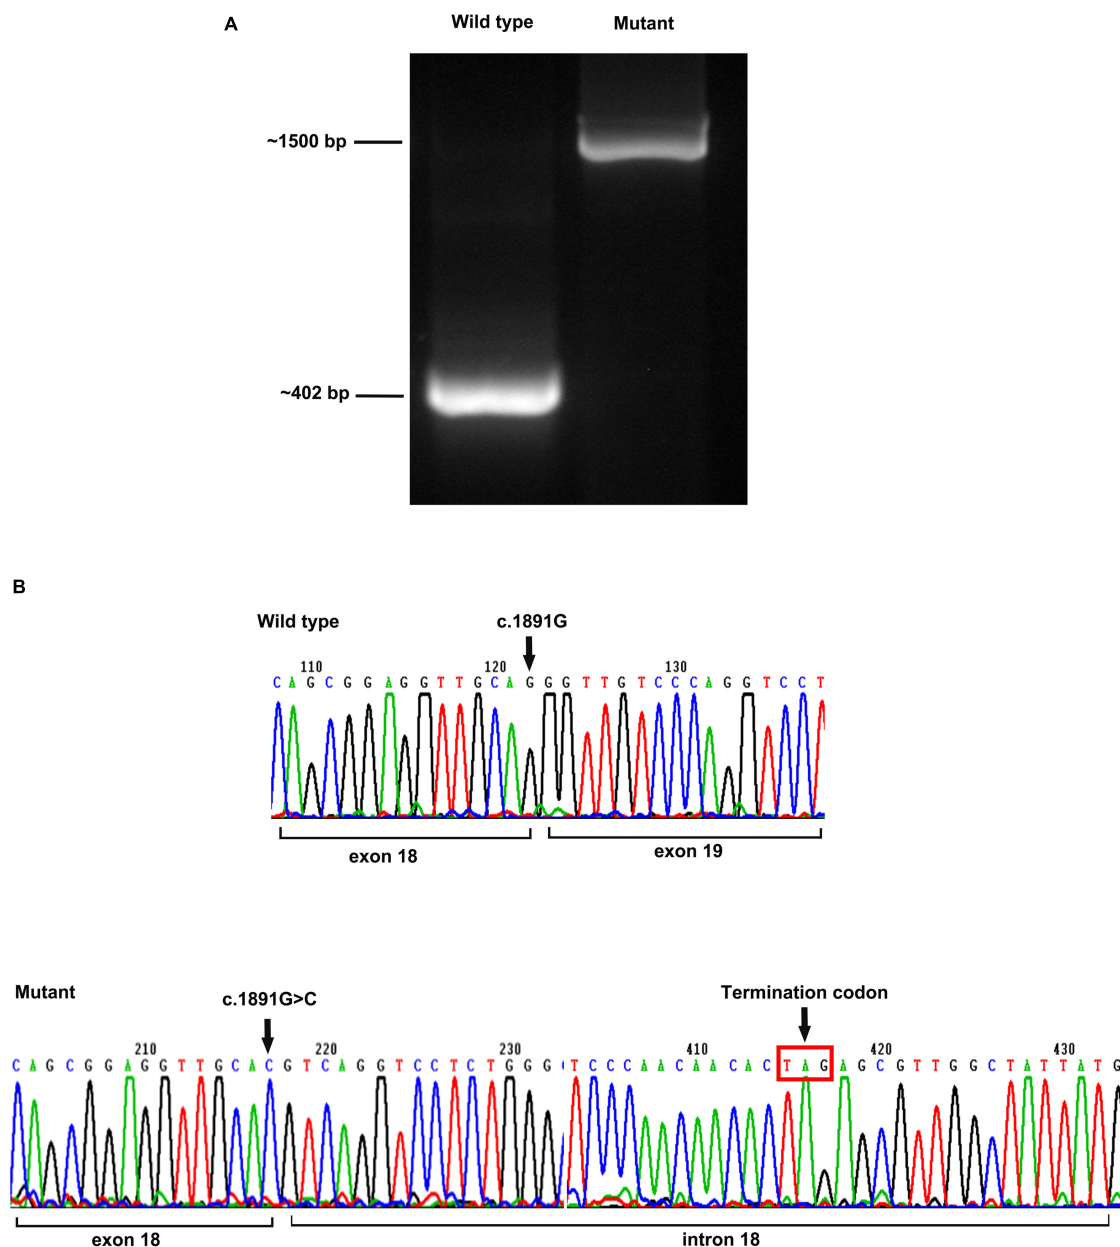 A
Wild type
Mutant
~1500 bp
~402 bp
B
Wild type
c.1891G
110 120 130
C A G C G G A G G T T G C A G G G T T G T C C C A G G T C C T
exon 18
exon 19
Mutant
c.1891G>C
Termination codon
210 220 230 410 420 430
C A G C G G A G G T T G C A C G T C A G G T C C T C T G G G T C C C A A C A A C A C T A G A G C G T T G G C T A T T A T G
exon 18
intron 18